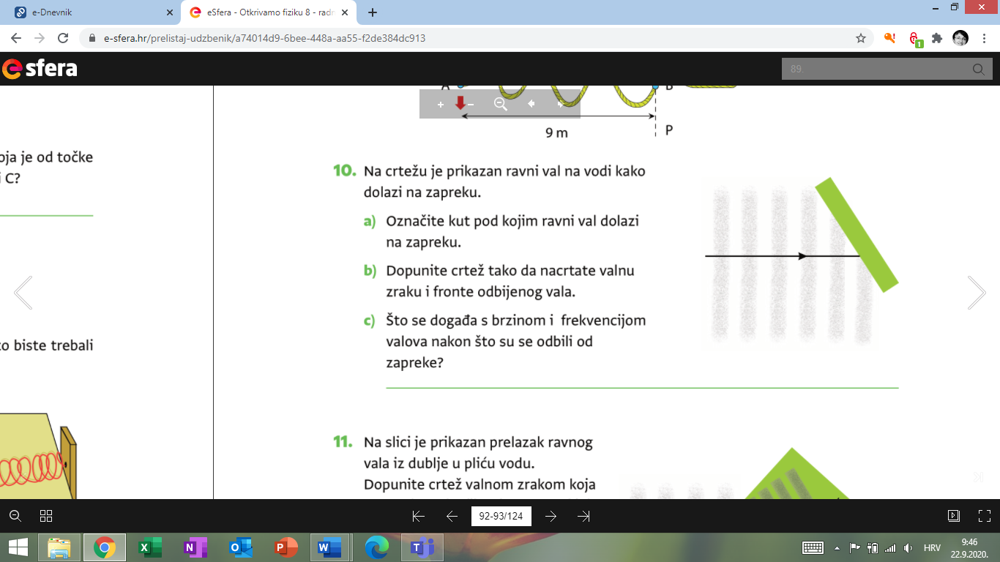 e-Dnevnik
eSfera - Otkrivamo fiziku 8 - radn
e-sfera.hr/prelistaj-udzbenik/a74014d9-6bee-448a-aa55-f2de384dc913
1
sfera
89.
A
B
9 m
P
oja je od točke
i C?
to biste trebali
10. Na crtežu je prikazan ravni val na vodi kako
dolazi na zapreku.
a) Označite kut pod kojim ravni val dolazi
na zapreku.
b) Dopunite crtež tako da nacrtate valnu
zraku i fronte odbijenog vala.
c) Što se događa s brzinom i frekvencijom
valova nakon što su se odbili od
zapreke?
11. Na slici je prikazan prelazak ravnog
vala iz dublje u pliću vodu.
Dopunite crtež valnom zrakom koja
92-93/124
HRV
9:46
22.9.2020.